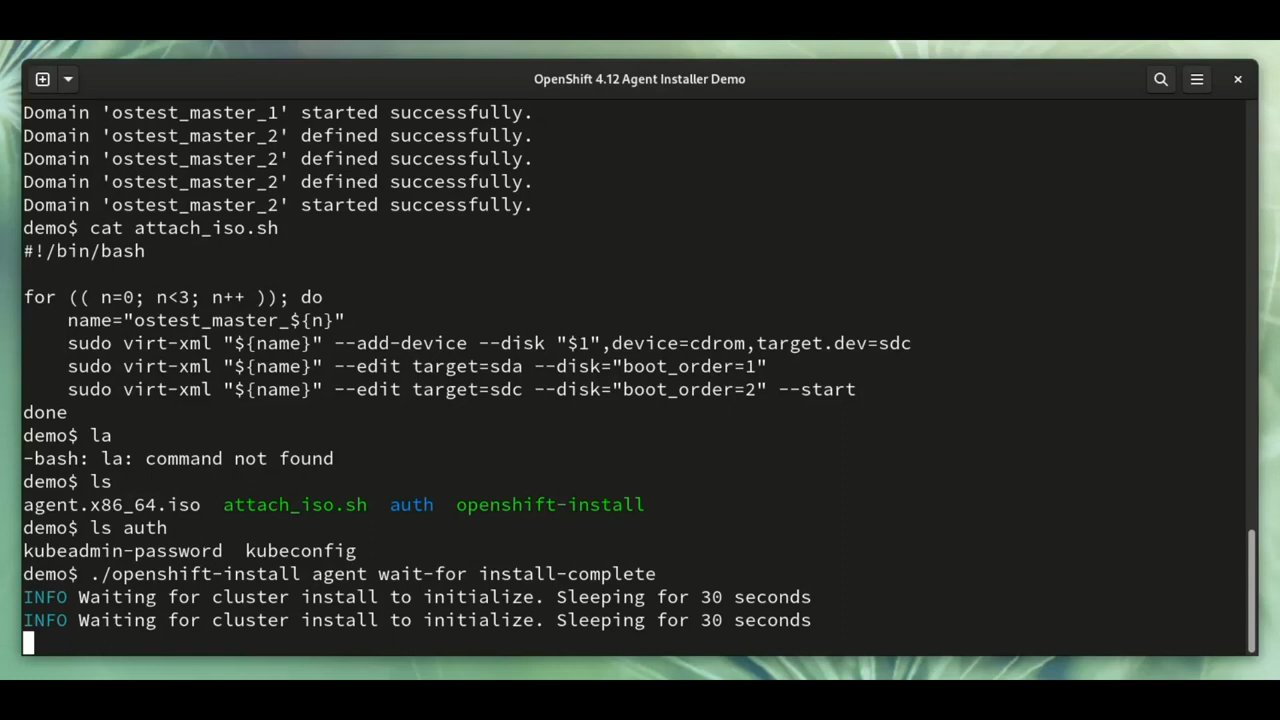 OpenShift 4.12 Agent Installer Demo
Domain 'ostest_master_1' started successfully.
Domain 'ostest_master_2' defined successfully.
Domain 'ostest_master_2' defined successfully.
Domain 'ostest_master_2' defined successfully.
Domain 'ostest_master_2' started successfully.
demo$ cat attach_iso.sh
#!/bin/bash

for (( n=0; n<3; n++ )); do
    name="ostest_master_${n}"
    sudo virt-xml "${name}" --add-device --disk "$1",device=cdrom,target.dev=sdc
    sudo virt-xml "${name}" --edit target=sda --disk="boot_order=1"
    sudo virt-xml "${name}" --edit target=sdc --disk="boot_order=2" --start
done
demo$ la
-bash: la: command not found
demo$ ls
agent.x86_64.iso  attach_iso.sh  auth  openshift-install
demo$ ls auth
kubeadmin-password  kubeconfig
demo$ ./openshift-install agent wait-for install-complete
INFO Waiting for cluster install to initialize. Sleeping for 30 seconds
INFO Waiting for cluster install to initialize. Sleeping for 30 seconds